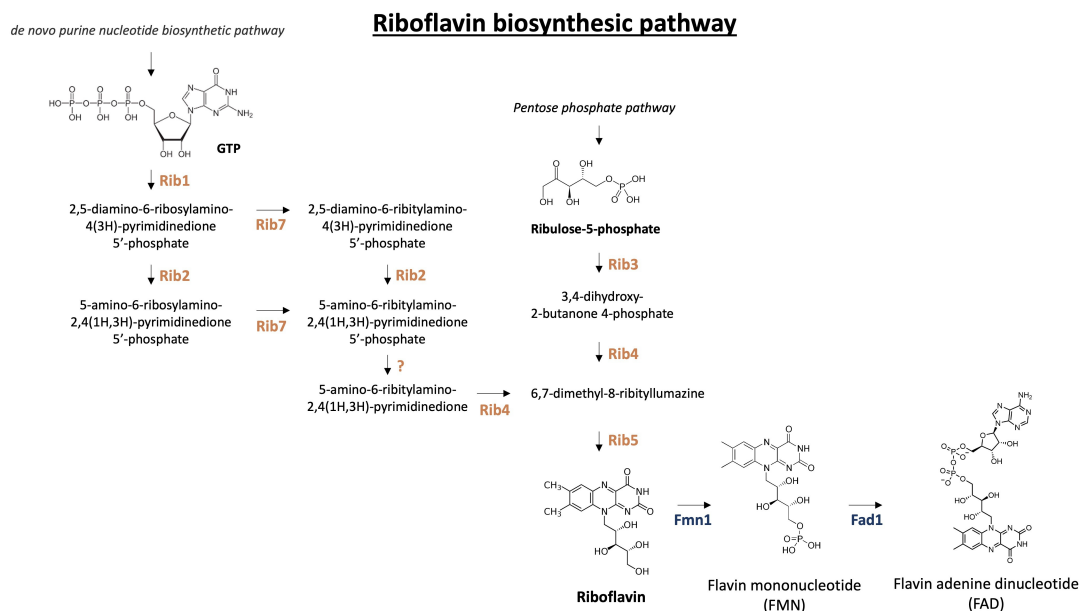 Riboflavin biosynthesic pathway
de novo purine nucleotide biosynthetic pathway
GTP
Rib1
2,5-diamino-6-ribosylamino-
4(3H)-pyrimidinedione
5’-phosphate
Rib7
2,5-diamino-6-ribitylamino-
4(3H)-pyrimidinedione
5’-phosphate
Rib2
Rib2
5-amino-6-ribosylamino-
2,4(1H,3H)-pyrimidinedione
5’-phosphate
Rib7
5-amino-6-ribitylamino-
2,4(1H,3H)-pyrimidinedione
5’-phosphate
?
5-amino-6-ribitylamino-
2,4(1H,3H)-pyrimidinedione
Rib4
Pentose phosphate pathway
Ribulose-5-phosphate
Rib3
3,4-dihydroxy-
2-butanone 4-phosphate
Rib4
6,7-dimethyl-8-ribityllumazine
Rib5
Riboflavin
Fmn1
Flavin mononucleotide
(FMN)
Fad1
Flavin adenine dinucleotide
(FAD)